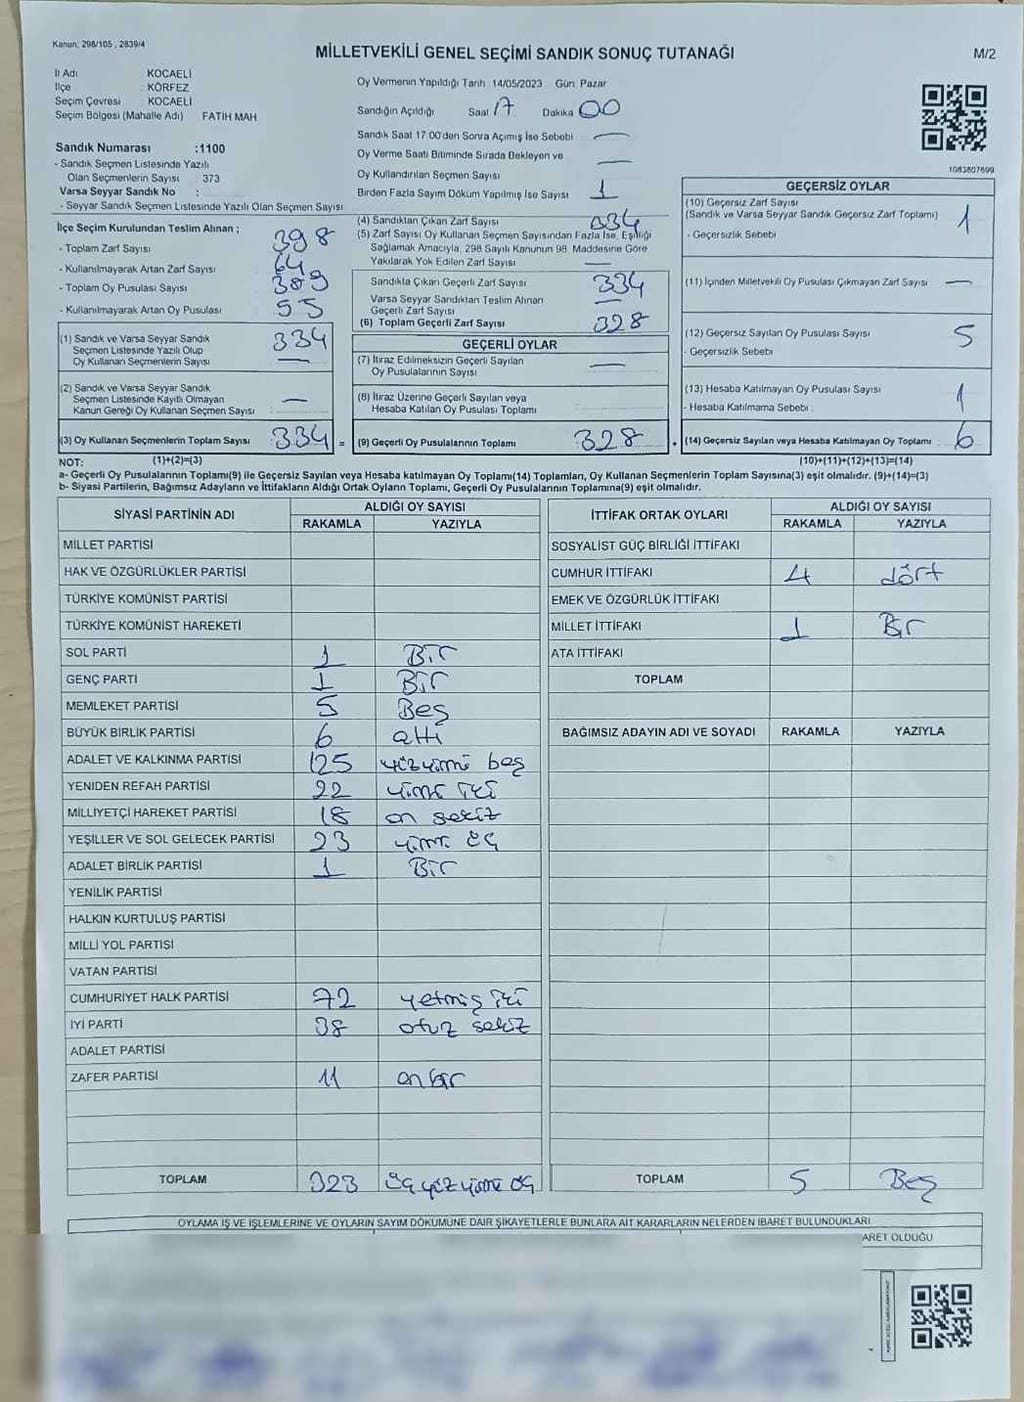 Kanun; 298/105 , 2839/4
MİLLETVEKİLİ GENEL SEÇİMİ SANDIK SONUÇ TUTANAĞI
M/2
İl Adı KOCAELİ
İlçe : KÖRFEZ
Seçim Çevresi : KOCAELİ
Seçim Bölgesi (Mahalle Adı) : FATİH MAH
Oy Vermenin Yapıldığı Tarih: 14/05/2023 Gün: Pazar
Sandığın Açıldığı Saat 17 Dakika 00
Sandık Saat 17:00'den Sonra Açılmış İse Sebebi —
Oy Verme Saati Bitiminde Sırada Bekleyen ve
Oy Kullandırılan Seçmen Sayısı —
Birden Fazla Sayım Döküm Yapılmış İse Sayısı 1
Sandık Numarası :1100
- Sandık Seçmen Listesinde Yazılı
Olan Seçmenlerin Sayısı : 373
Varsa Seyyar Sandık No :
- Seyyar Sandık Seçmen Listesinde Yazılı Olan Seçmen Sayısı
İlçe Seçim Kurulundan Teslim Alınan ;
- Toplam Zarf Sayısı 398
- Kullanılmayarak Artan Zarf Sayısı 64
- Toplam Oy Pusulası Sayısı 389
- Kullanılmayarak Artan Oy Pusulası 55
(1) Sandık ve Varsa Seyyar Sandık
Seçmen Listesinde Yazılı Olup
Oy Kullanan Seçmenlerin Sayısı 334
—
(2) Sandık ve Varsa Seyyar Sandık
Seçmen Listesinde Kayıtlı Olmayan
Kanun Gereği Oy Kullanan Seçmen Sayısı —
(3) Oy Kullanan Seçmenlerin Toplam Sayısı 334 =
(4) Sandıktan Çıkan Zarf Sayısı 334
(5) Zarf Sayısı Oy Kullanan Seçmen Sayısından Fazla İse, Eşitliği
Sağlamak Amacıyla, 298 Sayılı Kanunun 98. Maddesine Göre
Yakılarak Yok Edilen Zarf Sayısı —
Sandıkta Çıkan Geçerli Zarf Sayısı 334
Varsa Seyyar Sandıktan Teslim Alınan
Geçerli Zarf Sayısı —
(6) Toplam Geçerli Zarf Sayısı 328
GEÇERLİ OYLAR
(7) İtiraz Edilmeksizin Geçerli Sayılan
Oy Pusulalarının Sayısı —
(8) İtiraz Üzerine Geçerli Sayılan veya
Hesaba Katılan Oy Pusulası Toplamı
(9) Geçerli Oy Pusulalarının Toplamı 328 +
1083807699
GEÇERSİZ OYLAR
(10) Geçersiz Zarf Sayısı
(Sandık ve Varsa Seyyar Sandık Geçersiz Zarf Toplamı) 1
- Geçersizlik Sebebi
(11) İçinden Milletvekili Oy Pusulası Çıkmayan Zarf Sayısı —
(12) Geçersiz Sayılan Oy Pusulası Sayısı 5
- Geçersizlik Sebebi
(13) Hesaba Katılmayan Oy Pusulası Sayısı 1
- Hesaba Katılmama Sebebi
(14) Geçersiz Sayılan veya Hesaba Katılmayan Oy Toplamı : 6
NOT: (1)+(2)=(3) (10)+(11)+(12)+(13)=(14)
a- Geçerli Oy Pusulalarının Toplamı(9) ile Geçersiz Sayılan veya Hesaba katılmayan Oy Toplamı(14) Toplamları, Oy Kullanan Seçmenlerin Toplam Sayısına(3) eşit olmalıdır. (9)+(14)=(3)
b- Siyasi Partilerin, Bağımsız Adayların ve İttifakların Aldığı Ortak Oyların Toplamı, Geçerli Oy Pusulalarının Toplamına(9) eşit olmalıdır.
SİYASİ PARTİNİN ADI ALDIĞI OY SAYISI
RAKAMLA YAZIYLA
MİLLET PARTİSİ
HAK VE ÖZGÜRLÜKLER PARTİSİ
TÜRKİYE KOMÜNİST PARTİSİ
TÜRKİYE KOMÜNİST HAREKETİ
SOL PARTİ 1 Bir
GENÇ PARTİ 1 Bir
MEMLEKET PARTİSİ 5 Beş
BÜYÜK BİRLİK PARTİSİ 6 altı
ADALET VE KALKINMA PARTİSİ 125 yüzyirmi beş
YENİDEN REFAH PARTİSİ 22 yirmi iki
MİLLİYETÇİ HAREKET PARTİSİ 18 on sekiz
YEŞİLLER VE SOL GELECEK PARTİSİ 23 yirmi üç
ADALET BİRLİK PARTİSİ 1 Bir
YENİLİK PARTİSİ
HALKIN KURTULUŞ PARTİSİ
MİLLİ YOL PARTİSİ
VATAN PARTİSİ
CUMHURİYET HALK PARTİSİ 72 yetmiş iki
İYİ PARTİ 38 otuz sekiz
ADALET PARTİSİ
ZAFER PARTİSİ 11 on bir
TOPLAM 323 üçyüz yirmi üç
İTTİFAK ORTAK OYLARI ALDIĞI OY SAYISI
RAKAMLA YAZIYLA
SOSYALİST GÜÇ BİRLİĞİ İTTİFAKI
CUMHUR İTTİFAKI 4 dört
EMEK VE ÖZGÜRLÜK İTTİFAKI
MİLLET İTTİFAKI 1 Bir
ATA İTTİFAKI
TOPLAM
BAĞIMSIZ ADAYIN ADI VE SOYADI RAKAMLA YAZIYLA
TOPLAM 5 Beş
OYLAMA İŞ VE İŞLEMLERİNE VE OYLARIN SAYIM DÖKÜMÜNE DAİR ŞİKAYETLERLE BUNLARA AİT KARARLARIN NELERDEN İBARET BULUNDUKLARI
ARET OLDUĞU